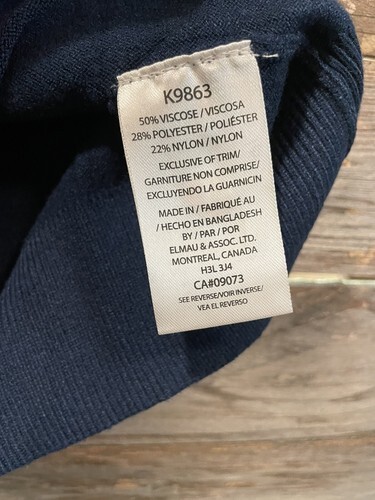 K9863
50% VISCOSE / VISCOSA
28% POLYESTER / POLIÉSTER
22% NYLON / NYLON
EXCLUSIVE OF TRIM/
GARNITURE NON COMPRISE/
EXCLUYENDO LA GUARNICIN
MADE IN / FABRIQUÉ AU
/ HECHO EN BANGLADESH
BY / PAR / POR
ELMAU & ASSOC. LTD.
MONTREAL, CANADA
H3L 3J4
CA#09073
SEE REVERSE/VOIR INVERSE/
VEA EL REVERSO